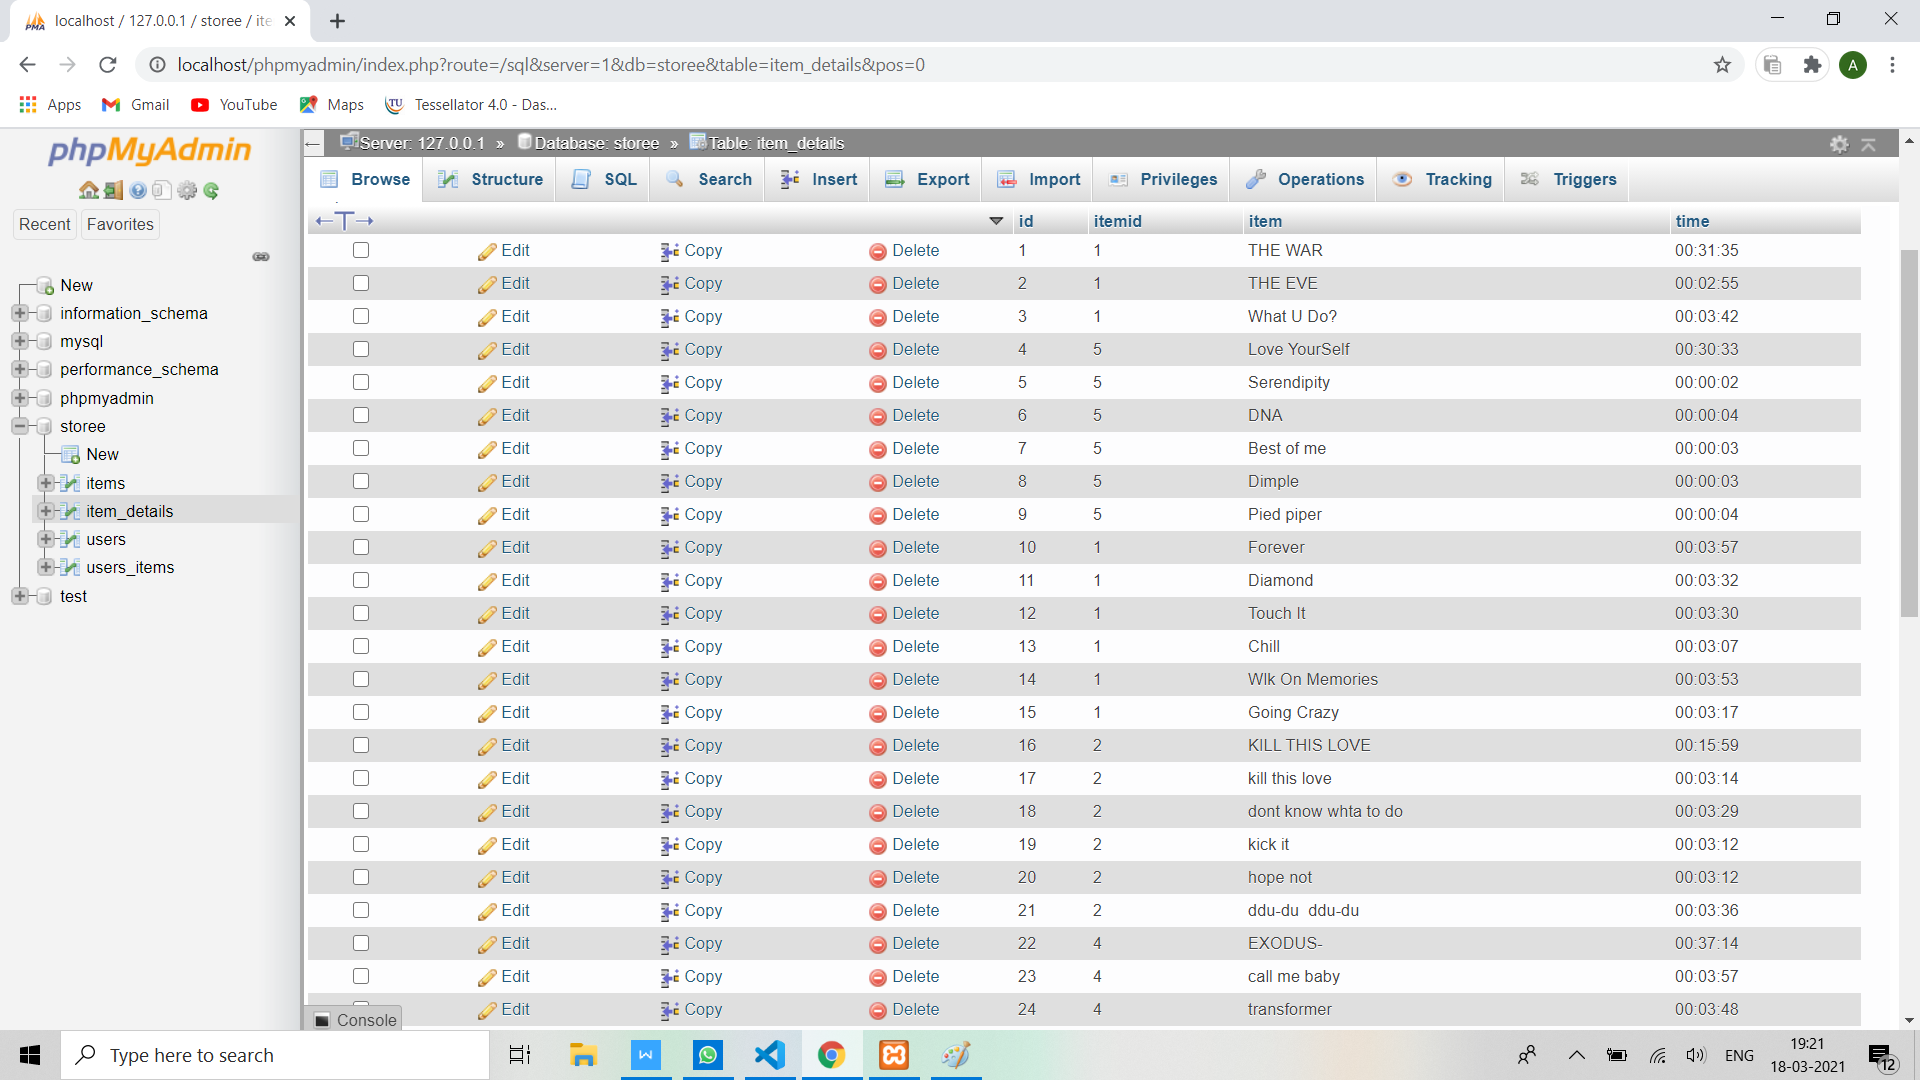 localhost / 127.0.0.1 / storee / ite
localhost/phpmyadmin/index.php?route=/sql&server=1&db=storee&table=item_details&pos=0
A
Apps Gmail YouTube Maps TU Tessellator 4.0 - Das...
phpMyAdmin
Recent Favorites
New
information_schema
mysql
performance_schema
phpmyadmin
storee
New
items
item_details
users
users_items
test
Server: 127.0.0.1 » Database: storee » Table: item_details
Browse Structure SQL Search Insert Export Import Privileges Operations Tracking Triggers
←T→ id itemid item time
Edit Copy Delete 1 1 THE WAR 00:31:35
Edit Copy Delete 2 1 THE EVE 00:02:55
Edit Copy Delete 3 1 What U Do? 00:03:42
Edit Copy Delete 4 5 Love YourSelf 00:30:33
Edit Copy Delete 5 5 Serendipity 00:00:02
Edit Copy Delete 6 5 DNA 00:00:04
Edit Copy Delete 7 5 Best of me 00:00:03
Edit Copy Delete 8 5 Dimple 00:00:03
Edit Copy Delete 9 5 Pied piper 00:00:04
Edit Copy Delete 10 1 Forever 00:03:57
Edit Copy Delete 11 1 Diamond 00:03:32
Edit Copy Delete 12 1 Touch It 00:03:30
Edit Copy Delete 13 1 Chill 00:03:07
Edit Copy Delete 14 1 Wlk On Memories 00:03:53
Edit Copy Delete 15 1 Going Crazy 00:03:17
Edit Copy Delete 16 2 KILL THIS LOVE 00:15:59
Edit Copy Delete 17 2 kill this love 00:03:14
Edit Copy Delete 18 2 dont know whta to do 00:03:29
Edit Copy Delete 19 2 kick it 00:03:12
Edit Copy Delete 20 2 hope not 00:03:12
Edit Copy Delete 21 2 ddu-du ddu-du 00:03:36
Edit Copy Delete 22 4 EXODUS- 00:37:14
Edit Copy Delete 23 4 call me baby 00:03:57
Edit Copy Delete 24 4 transformer 00:03:48
Console
Type here to search
ENG
19:21
18-03-2021
12